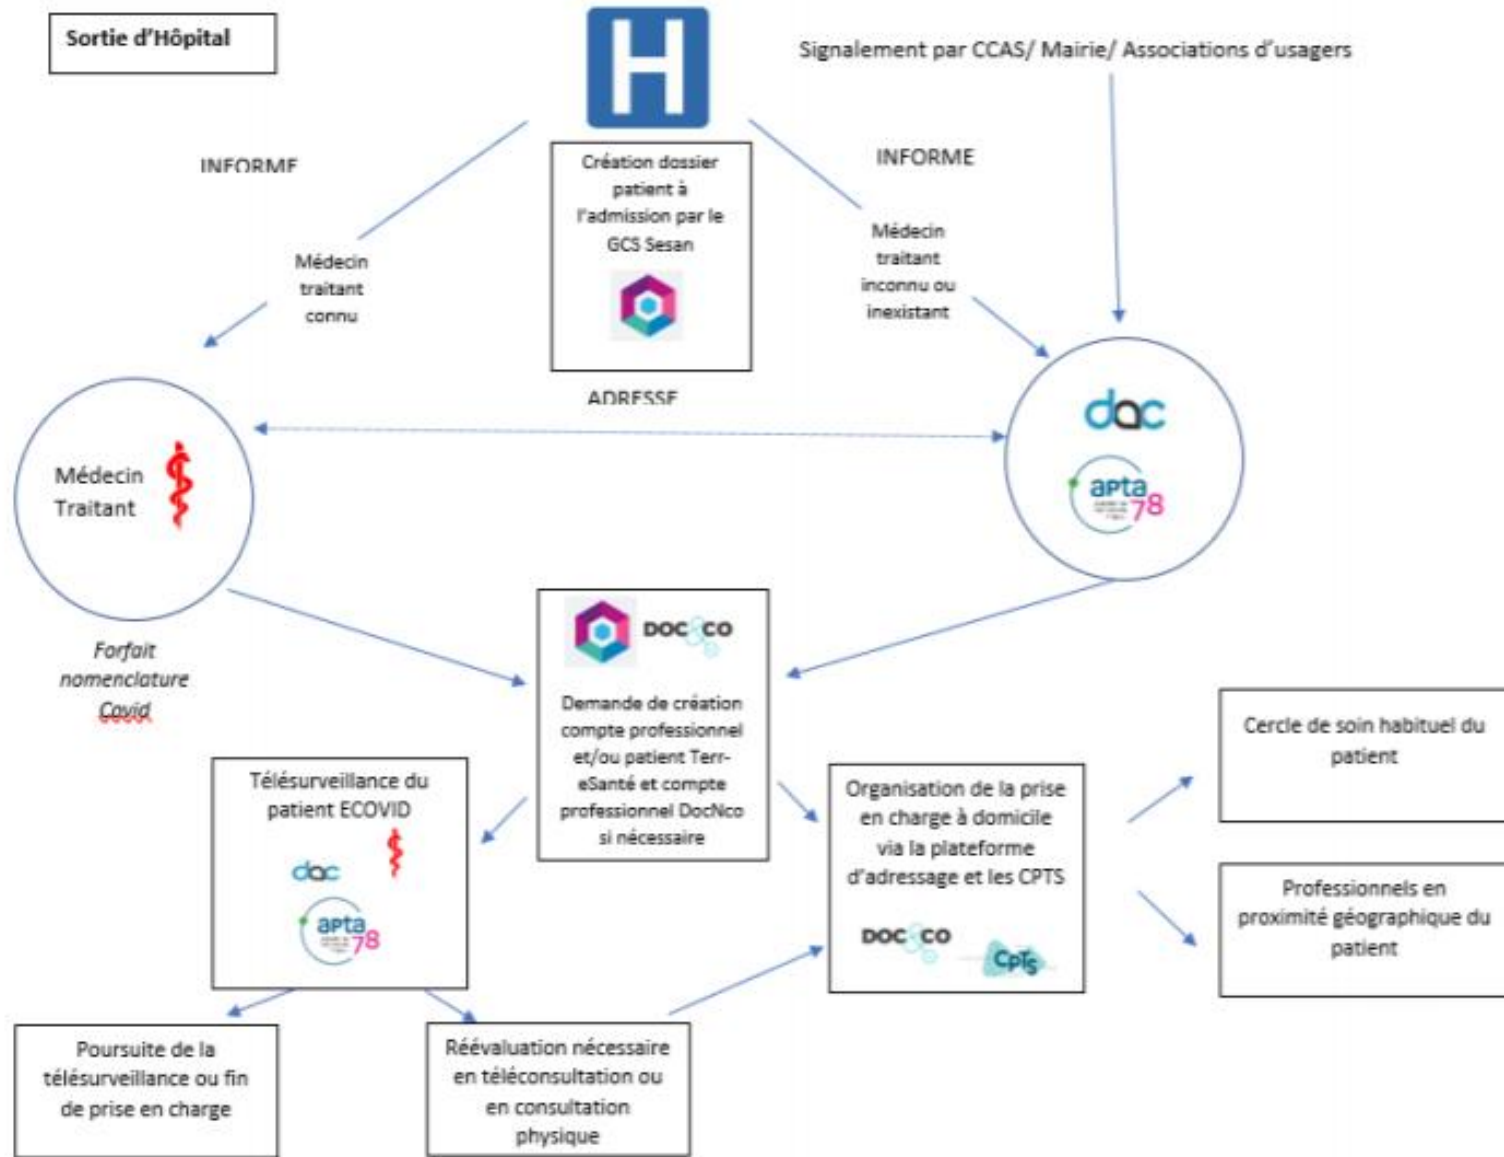 Sortie d'Hôpital
H
Signalement par CCAS/ Mairie/ Associations d'usagers
INFORME
INFORME
Création dossier
patient à
l'admission par le
GCS Sesan
Médecin
traitant
connu
Médecin
traitant
inconnu ou
inexistant
ADRESSE
Médecin
Traitant
dac
apta
78
Forfait
nomenclature
Covid
DOC&CO
Demande de création
compte professionnel
et/ou patient Terr-
eSanté et compte
professionnel DocNco
si nécessaire
Télésurveillance du
patient ECOVID
dac
apta
78
Organisation de la prise
en charge à domicile
via la plateforme
d'adressage et les CPTS
DOC&CO
CPTS
Cercle de soin habituel du
patient
Professionnels en
proximité géographique du
patient
Poursuite de la
télésurveillance ou fin
de prise en charge
Réévaluation nécessaire
en téléconsultation ou
en consultation
physique